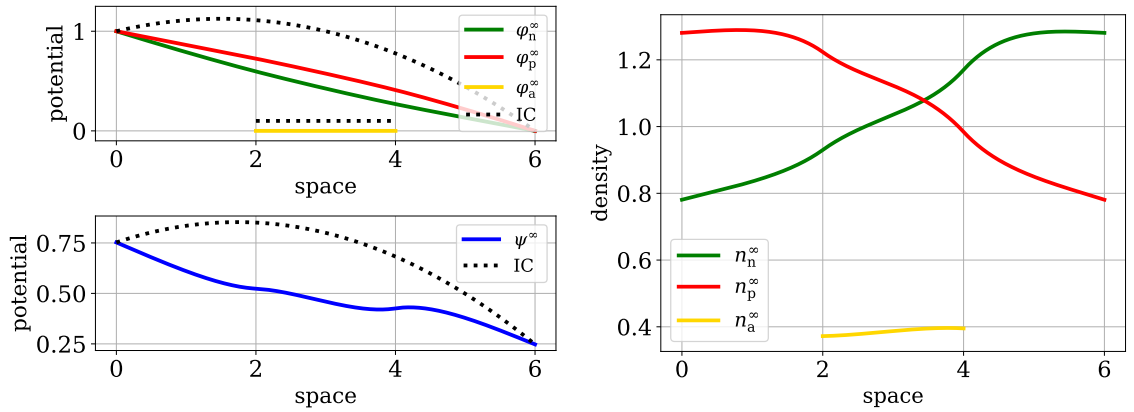 potential
1
0
φₙ^∞
φₚ^∞
φₐ^∞
IC
0 2 4 6
space
potential
0.75
0.50
0.25
ψ^∞
IC
0 2 4 6
space
density
1.2
1.0
0.8
0.6
0.4
nₙ^∞
nₚ^∞
nₐ^∞
0 2 4 6
space